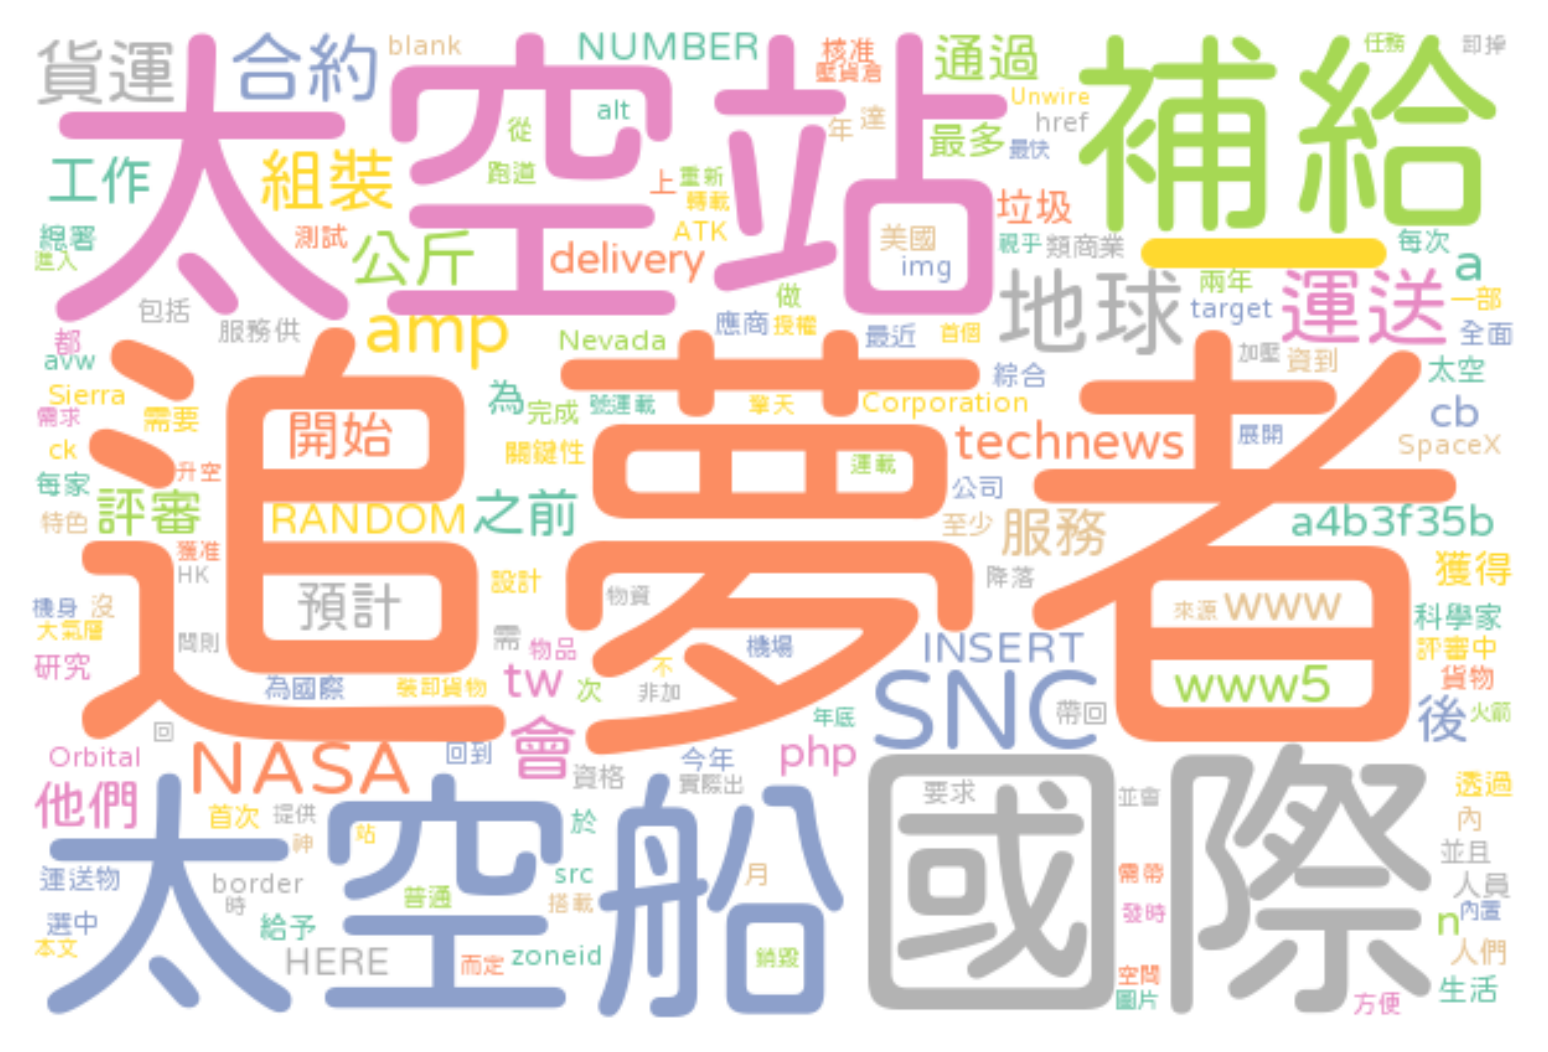 貨運 合約 blank NUMBER 核准 通過 補給 任務 卸掉
太空站
alt 從 年 達 Unwire href
最多 最快
工作 組裝 跑道 上 重新 轉載 垃圾
總署 進入 測試 公斤 delivery ATK 美國 img 視乎 類商業 每次 a
包括 服務供 做 地球 兩年 target 運送 一部
都 amp Nevada 應商 授權 最近 首個 全面
avw 追夢者 加壓 資到 太空
Sierra 為 完成 號運載 擎天 Corporation 綜合 cb
需求 需要 開始 關鍵性 technews 展開 SpaceX
ck 升空 運載
每家 評審 RANDOM 之前 公司 a4b3f35b
特色 至少 服務
獲准 HK 設計 降落 獲得
機身 沒 預計 物資 來源 www 科學家
大氣層 間則 需 物品 機場 INSERT 評審中
研究 為國際 裝卸貨物 tw 次 不 非加 SNC www5 貨物
回 年底 帶回 後 火箭
Orbital NASA 回到 會 今年 php
他們 資格 實際出 國際 要求 並會 透過
首次 提供 太空船 於 內
神 站 並且
運送物 border src 月 需帶 人員
時 普通 搭載
選中 給予 發時 n 內置
本文 HERE 而定 zoneid 銷毀 空間 人們
圖片 方便 生活